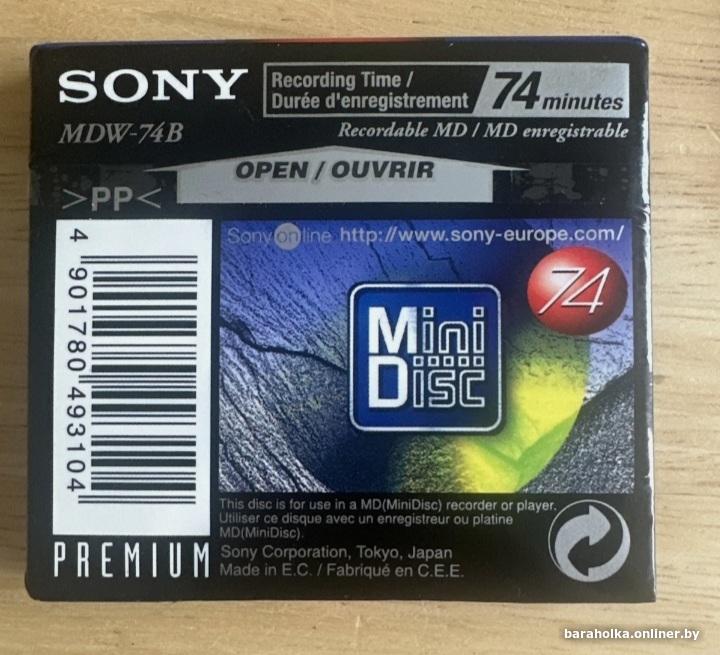 SONY
Recording Time /
Durée d'enregistrement
74 minutes
MDW-74B
Recordable MD / MD enregistrable
OPEN / OUVRIR
>PP<
Sony online http://www.sony-europe.com/
74
Mini
Disc
4 901780 493104
This disc is for use in a MD(MiniDisc) recorder or player.
Utiliser ce disque avec un enregistreur ou platine
MD(MiniDisc).
PREMIUM
Sony Corporation, Tokyo, Japan
Made in E.C. / Fabriqué en C.E.E.
baraholka.onliner.by